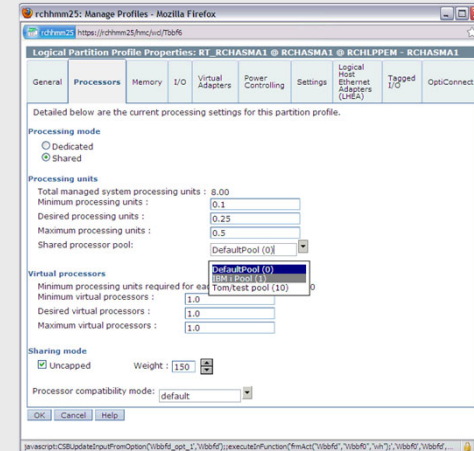 rchhmm25: Manage Profiles - Mozilla Firefox
rchhmm25 https://rchhmm25/hmc/wcl/Tbbf6
Logical Partition Profile Properties: RT_RCHASMA1 @ RCHASMA1 @ RCHLPPEM - RCHASMA1
General Processors Memory I/O Virtual Adapters Power Controlling Settings Logical Host Ethernet Adapters (LHEA) Tagged I/O OptiConnect
Detailed below are the current processing settings for this partition profile.
Processing mode
Dedicated
Shared
Processing units
Total managed system processing units : 8.00
Minimum processing units : 0.1
Desired processing units : 0.25
Maximum processing units : 0.5
Shared processor pool: DefaultPool (0)
DefaultPool (0)
IBM i Pool (1)
Tom/test pool (10)
Virtual processors
Minimum processing units required for eac 0
Minimum virtual processors : 1.0
Desired virtual processors : 1.0
Maximum virtual processors : 1.0
Sharing mode
Uncapped Weight : 150
Processor compatibility mode: default
OK Cancel Help